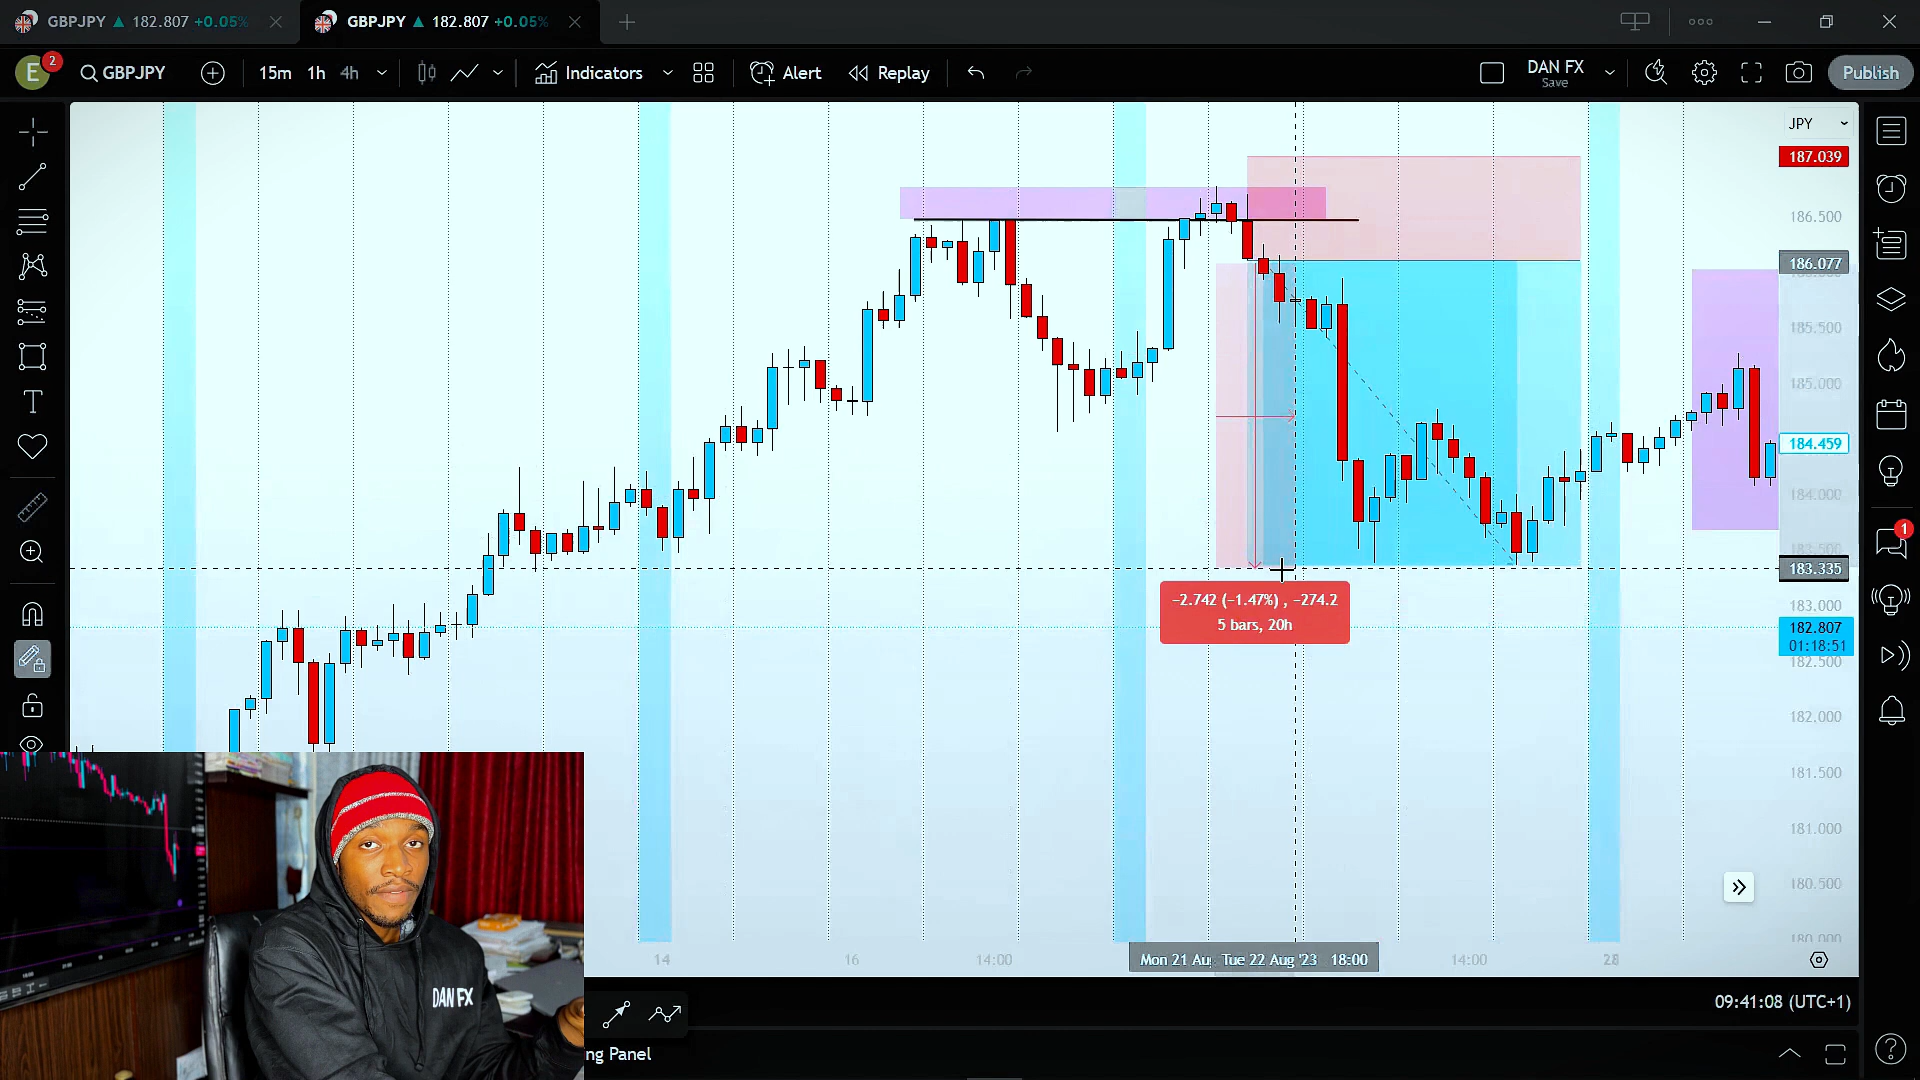 GBPJPY ▲ 182.807 +0.05%
GBPJPY ▲ 182.807 +0.05%
E
2
GBPJPY
15m 1h 4h
Indicators
Alert
Replay
DAN FX
Save
Publish
JPY
187.039
186.500
186.077
185.500
185.000
184.459
184.000
183.335
183.000
182.807
01:18:51
182.500
182.000
181.500
181.000
180.500
180.000
1
−2.742 (−1.47%) , −274.2
5 bars, 20h
14
16
14:00
Mon 21 Au
Tue 22 Aug '23 18:00
14:00
28
09:41:08 (UTC+1)
ng Panel
DAN FX